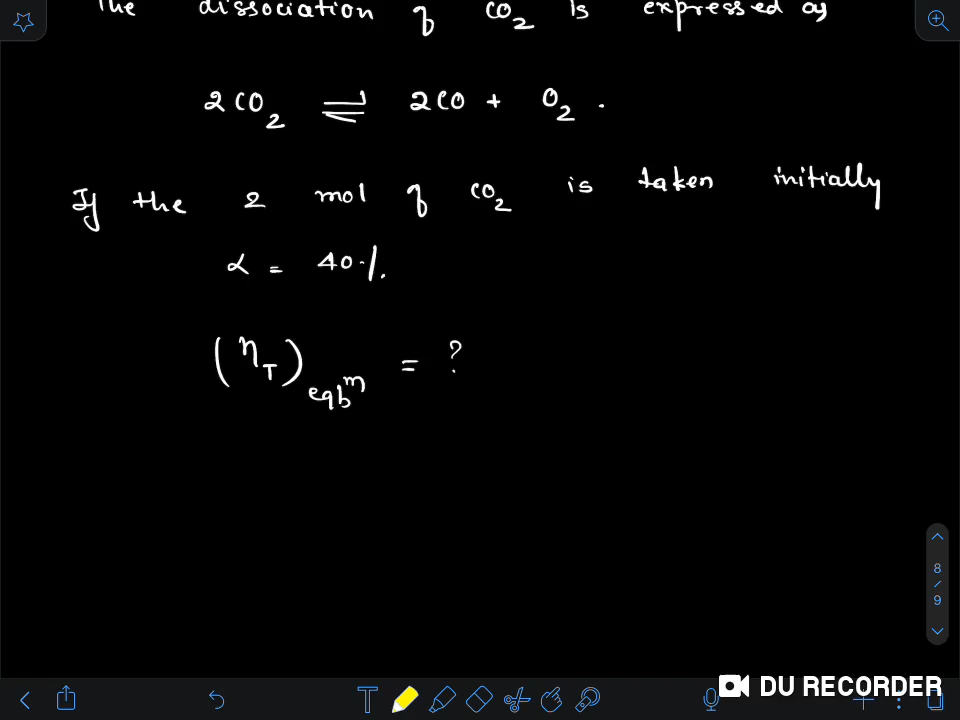 The dissociation of CO2 is expressed as
2CO2 ⇌ 2CO + O2 .
If the 2 mol of CO2 is taken initially
α = 40 %.
(ηT)eqbm = ?
8
/
9
T
DU RECORDER